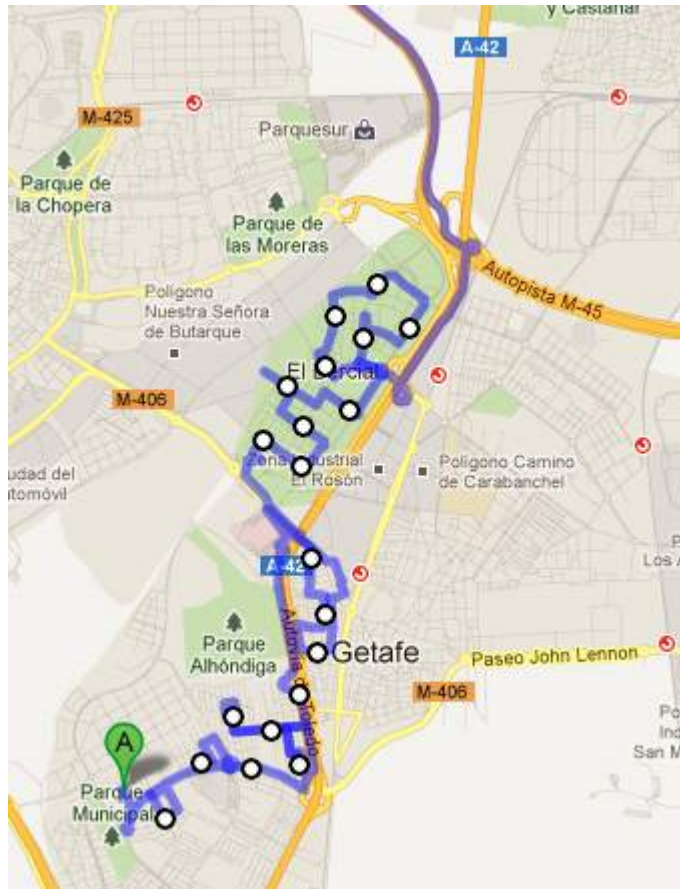 y Castañar
A-42
M-425
Parquesur
Parque de
la Chopera
Parque de
las Moreras
Autopista M-45
Polígono
Nuestra Señora
de Butarque
El Bercial
M-406
Zona Industrial
El Rosón
Polígono Camino
de Carabanchel
udad del
tomóvil
Los A
A-42
Parque
Alhóndiga
Autovía de Toledo
Getafe
Paseo John Lennon
M-406
Po
Ind
San M
A
Parque
Municipal